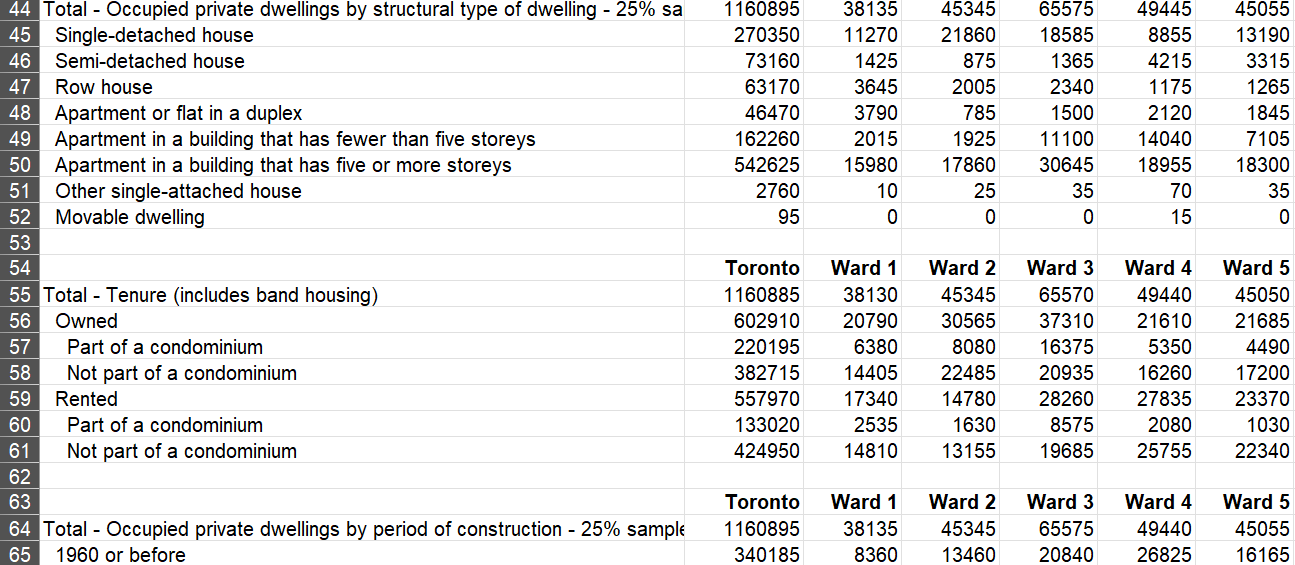 44 Total - Occupied private dwellings by structural type of dwelling - 25% sa 1160895 38135 45345 65575 49445 45055
45 Single-detached house 270350 11270 21860 18585 8855 13190
46 Semi-detached house 73160 1425 875 1365 4215 3315
47 Row house 63170 3645 2005 2340 1175 1265
48 Apartment or flat in a duplex 46470 3790 785 1500 2120 1845
49 Apartment in a building that has fewer than five storeys 162260 2015 1925 11100 14040 7105
50 Apartment in a building that has five or more storeys 542625 15980 17860 30645 18955 18300
51 Other single-attached house 2760 10 25 35 70 35
52 Movable dwelling 95 0 0 0 15 0
53
54 Toronto Ward 1 Ward 2 Ward 3 Ward 4 Ward 5
55 Total - Tenure (includes band housing) 1160885 38130 45345 65570 49440 45050
56 Owned 602910 20790 30565 37310 21610 21685
57 Part of a condominium 220195 6380 8080 16375 5350 4490
58 Not part of a condominium 382715 14405 22485 20935 16260 17200
59 Rented 557970 17340 14780 28260 27835 23370
60 Part of a condominium 133020 2535 1630 8575 2080 1030
61 Not part of a condominium 424950 14810 13155 19685 25755 22340
62
63 Toronto Ward 1 Ward 2 Ward 3 Ward 4 Ward 5
64 Total - Occupied private dwellings by period of construction - 25% sample 1160895 38135 45345 65575 49440 45055
65 1960 or before 340185 8360 13460 20840 26825 16165